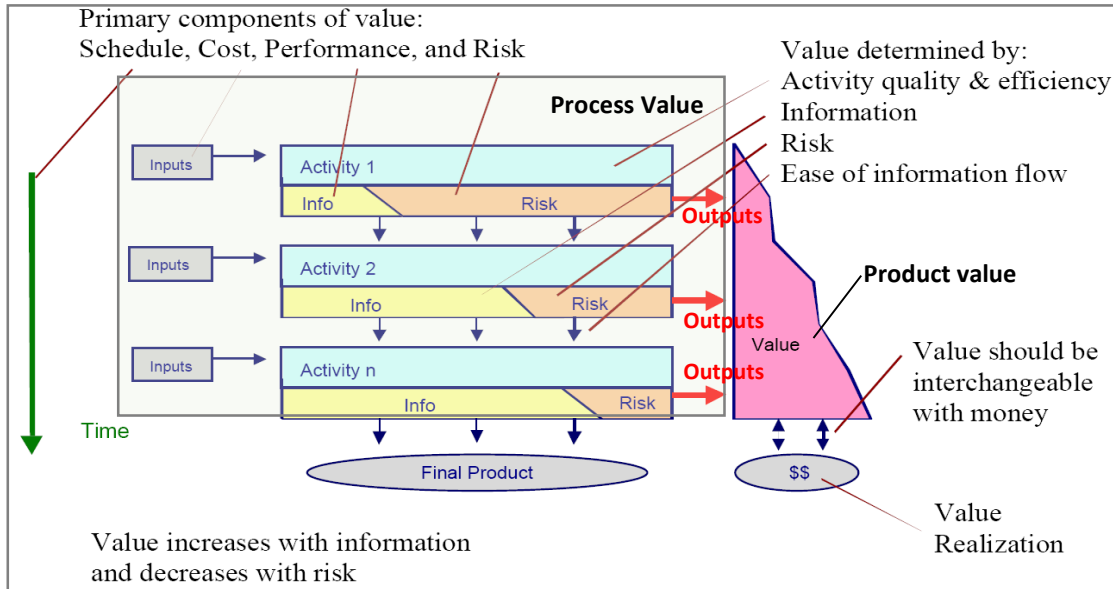 Primary components of value:
Schedule, Cost, Performance, and Risk
Value determined by:
Activity quality & efficiency
Information
Risk
Ease of information flow
Process Value
Inputs
Activity 1
Info
Risk
Outputs
Inputs
Activity 2
Info
Risk
Outputs
Product value
Value
Inputs
Activity n
Info
Risk
Outputs
Value should be
interchangeable
with money
Time
Final Product
$$
Value
Realization
Value increases with information
and decreases with risk